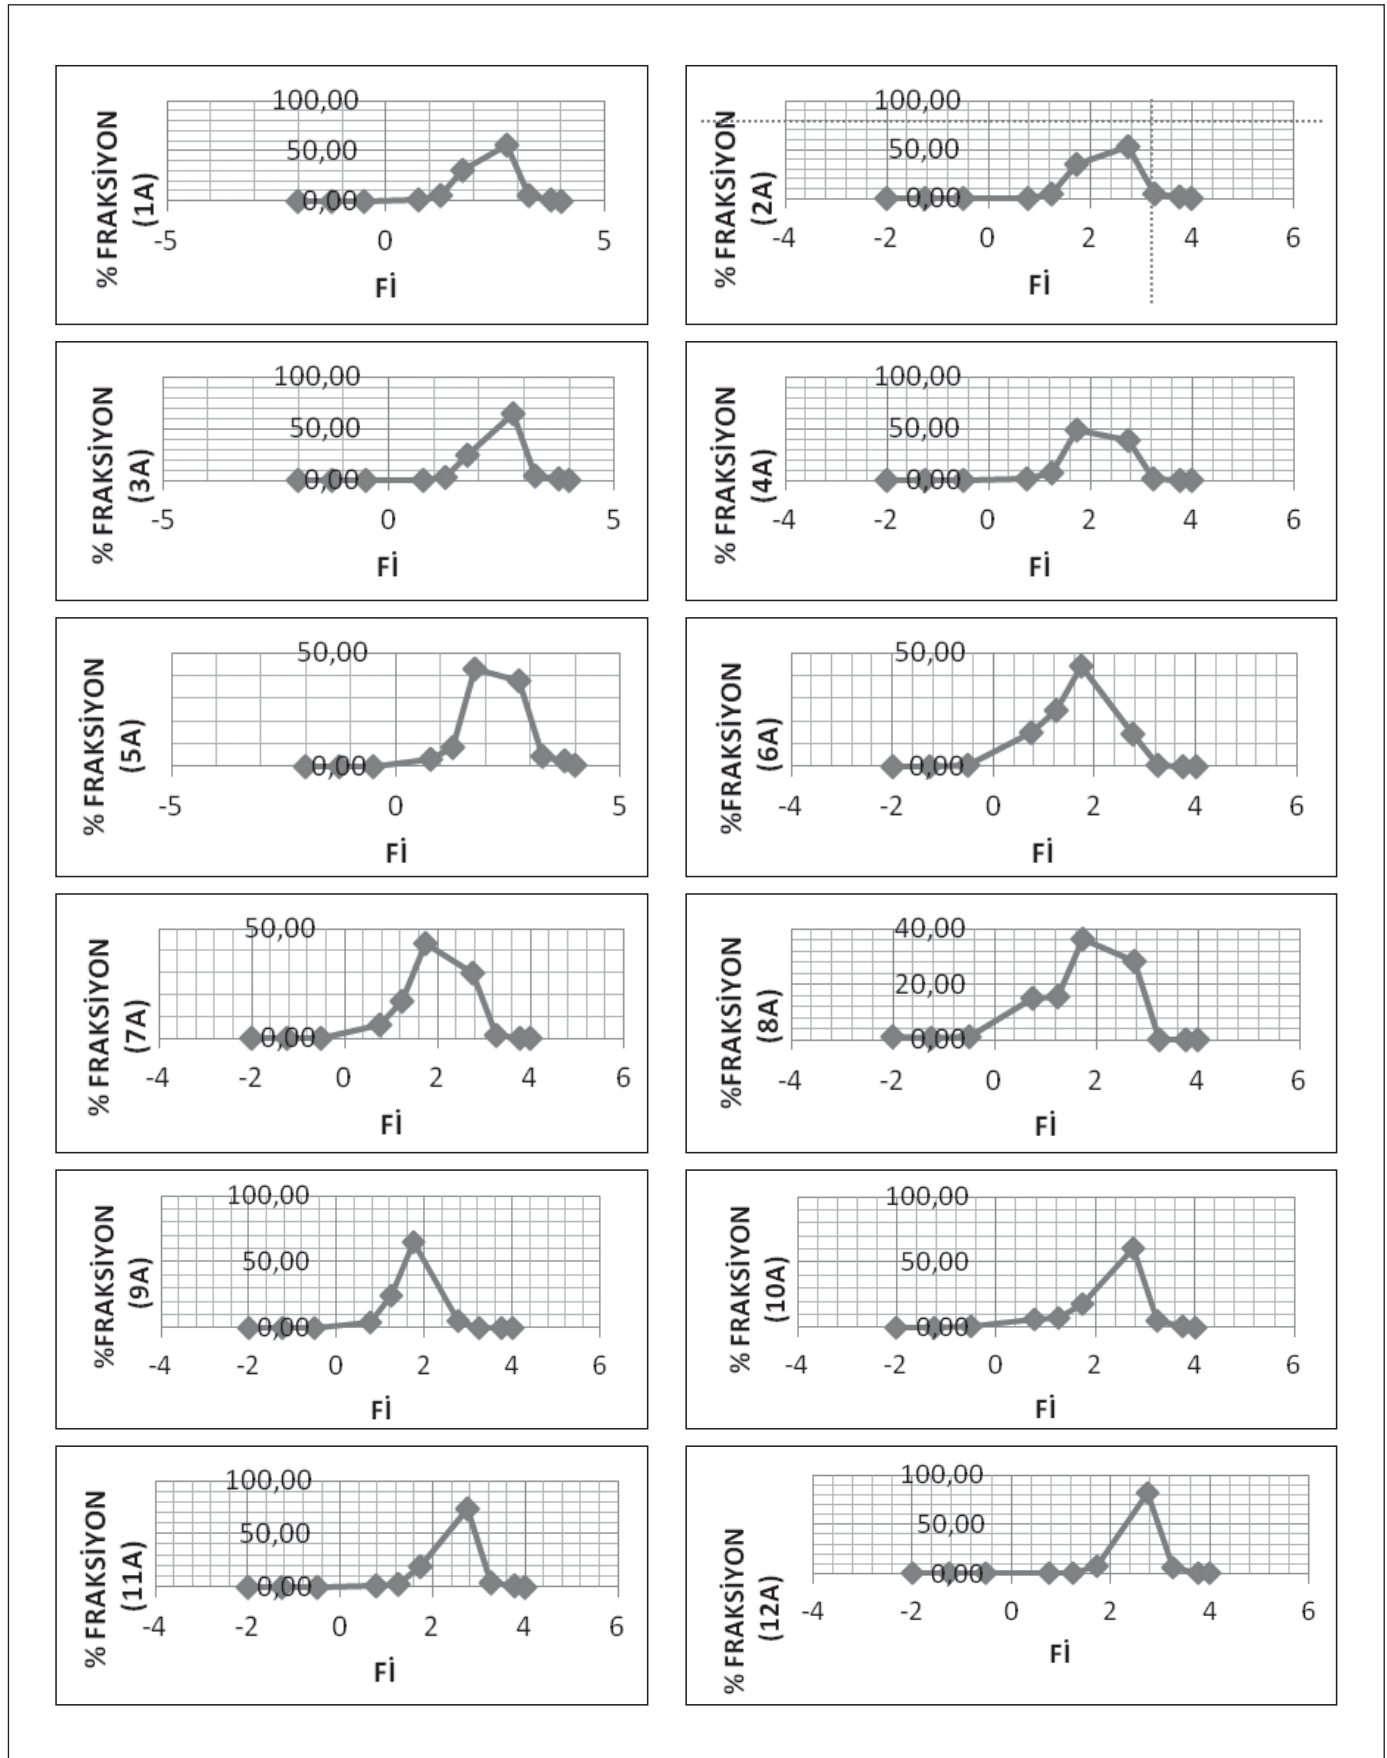 % FRAKSİYON
(1A)
100,00
50,00
0,00
-5 0 5
Fİ
% FRAKSİYON
(2A)
100,00
50,00
0,00
-4 -2 0 2 4 6
Fİ
% FRAKSİYON
(3A)
100,00
50,00
0,00
-5 0 5
Fİ
% FRAKSİYON
(4A)
100,00
50,00
0,00
-4 -2 0 2 4 6
Fİ
% FRAKSİYON
(5A)
50,00
0,00
-5 0 5
Fİ
%FRAKSİYON
(6A)
50,00
0,00
-4 -2 0 2 4 6
Fİ
% FRAKSİYON
(7A)
50,00
0,00
-4 -2 0 2 4 6
Fİ
%FRAKSİYON
(8A)
40,00
20,00
0,00
-4 -2 0 2 4 6
Fİ
%FRAKSİYON
(9A)
100,00
50,00
0,00
-4 -2 0 2 4 6
Fİ
% FRAKSİYON
(10A)
100,00
50,00
0,00
-4 -2 0 2 4 6
Fİ
% FRAKSİYON
(11A)
100,00
50,00
0,00
-4 -2 0 2 4 6
Fİ
% FRAKSİYON
(12A)
100,00
50,00
0,00
-4 -2 0 2 4 6
Fİ